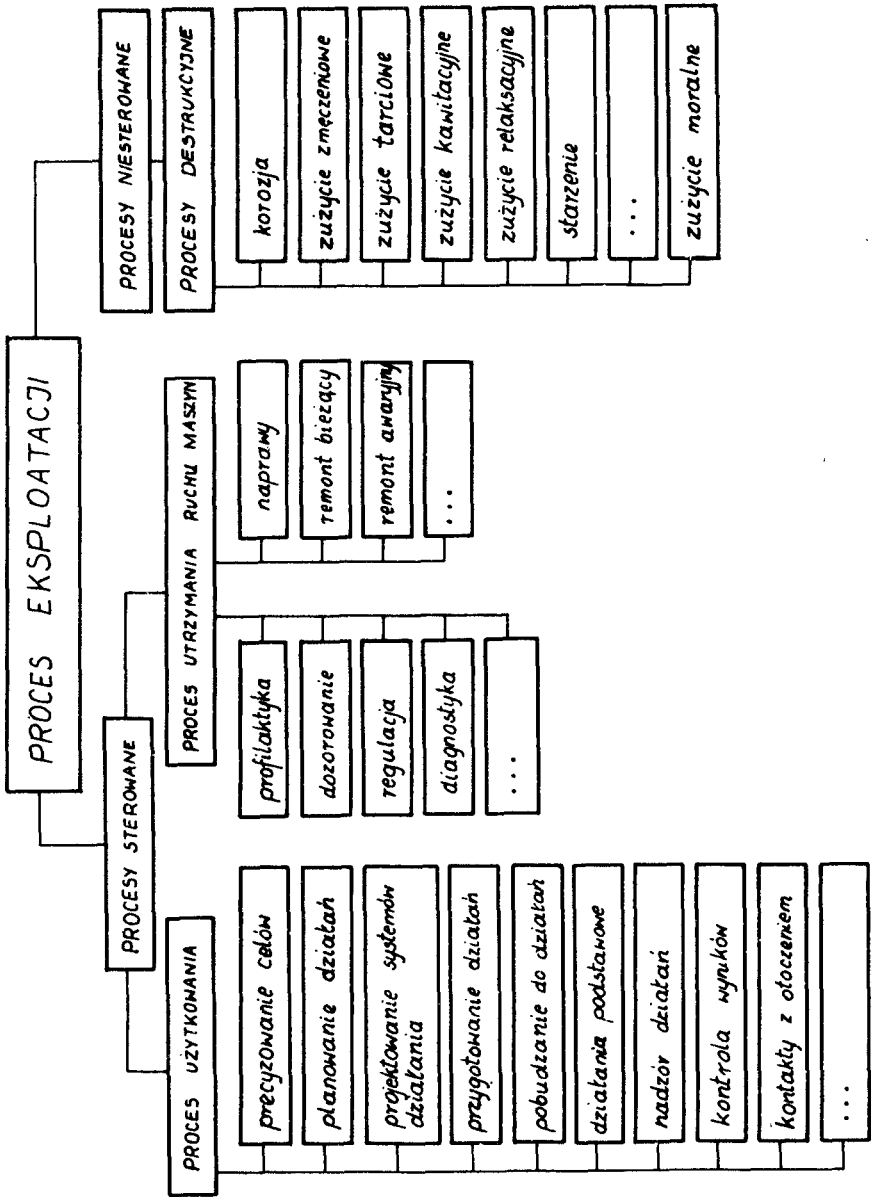 PROCES EKSPLOATACJI
PROCESY STEROWANE
PROCES UŻYTKOWANIA
precyzowanie celów
planowanie działań
projektowanie systemów
działania
przygotowanie działań
pobudzanie do działań
działania podstawowe
nadzór działań
kontrola wyników
kontakty z otoczeniem
...
PROCES UTRZYMANIA RUCHU MASZYN
profilaktyka
dozorowanie
regulacja
diagnostyka
...
naprawy
remont bieżący
remont awaryjny
...
PROCESY NIESTEROWANE
PROCESY DESTRUKCYJNE
korozja
zużycie zmęczeniowe
zużycie tarciowe
zużycie kawitacyjne
zużycie relaksacyjne
starzenie
...
zużycie moralne